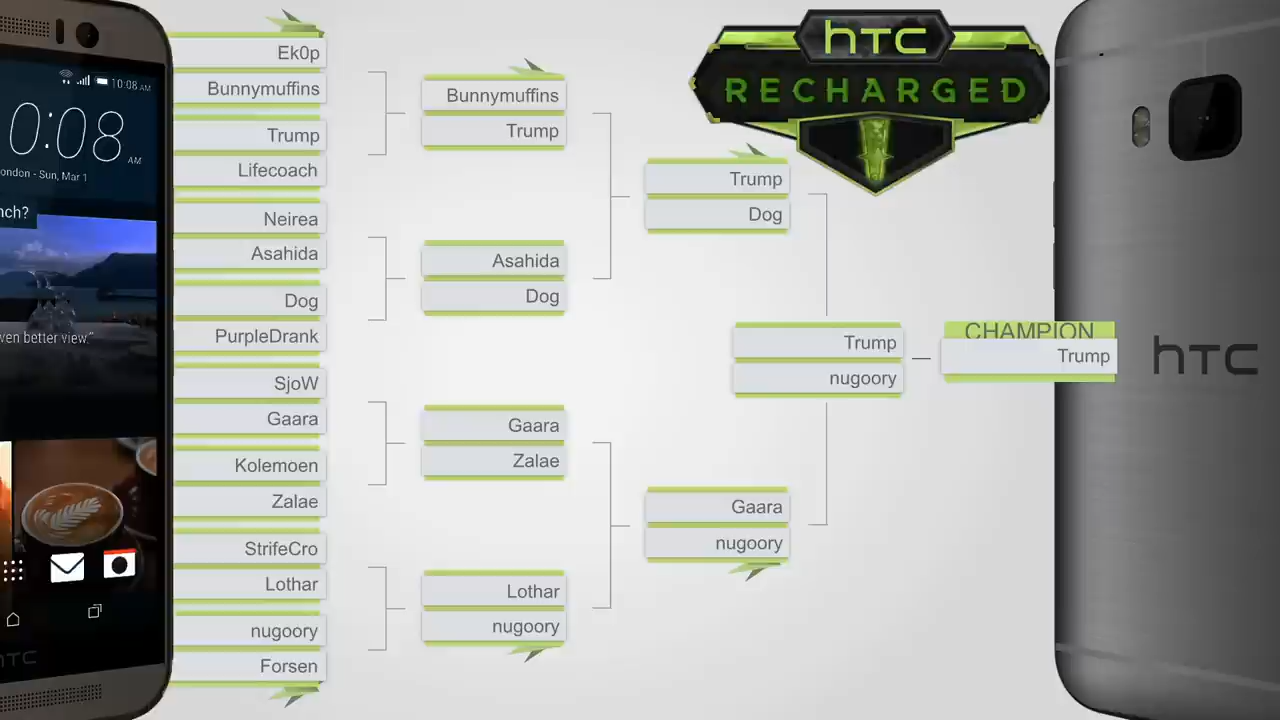 10:08 AM
0:08
AM
ondon - Sun, Mar 1
nch?
ven better view."
HTC
hTC
RECHARGED
Ek0p
Bunnymuffins
Trump
Lifecoach
Neirea
Asahida
Dog
PurpleDrank
SjoW
Gaara
Kolemoen
Zalae
StrifeCro
Lothar
nugoory
Forsen
Bunnymuffins
Trump
Asahida
Dog
Gaara
Zalae
Lothar
nugoory
Trump
Dog
Gaara
nugoory
Trump
nugoory
CHAMPION
Trump
hTC